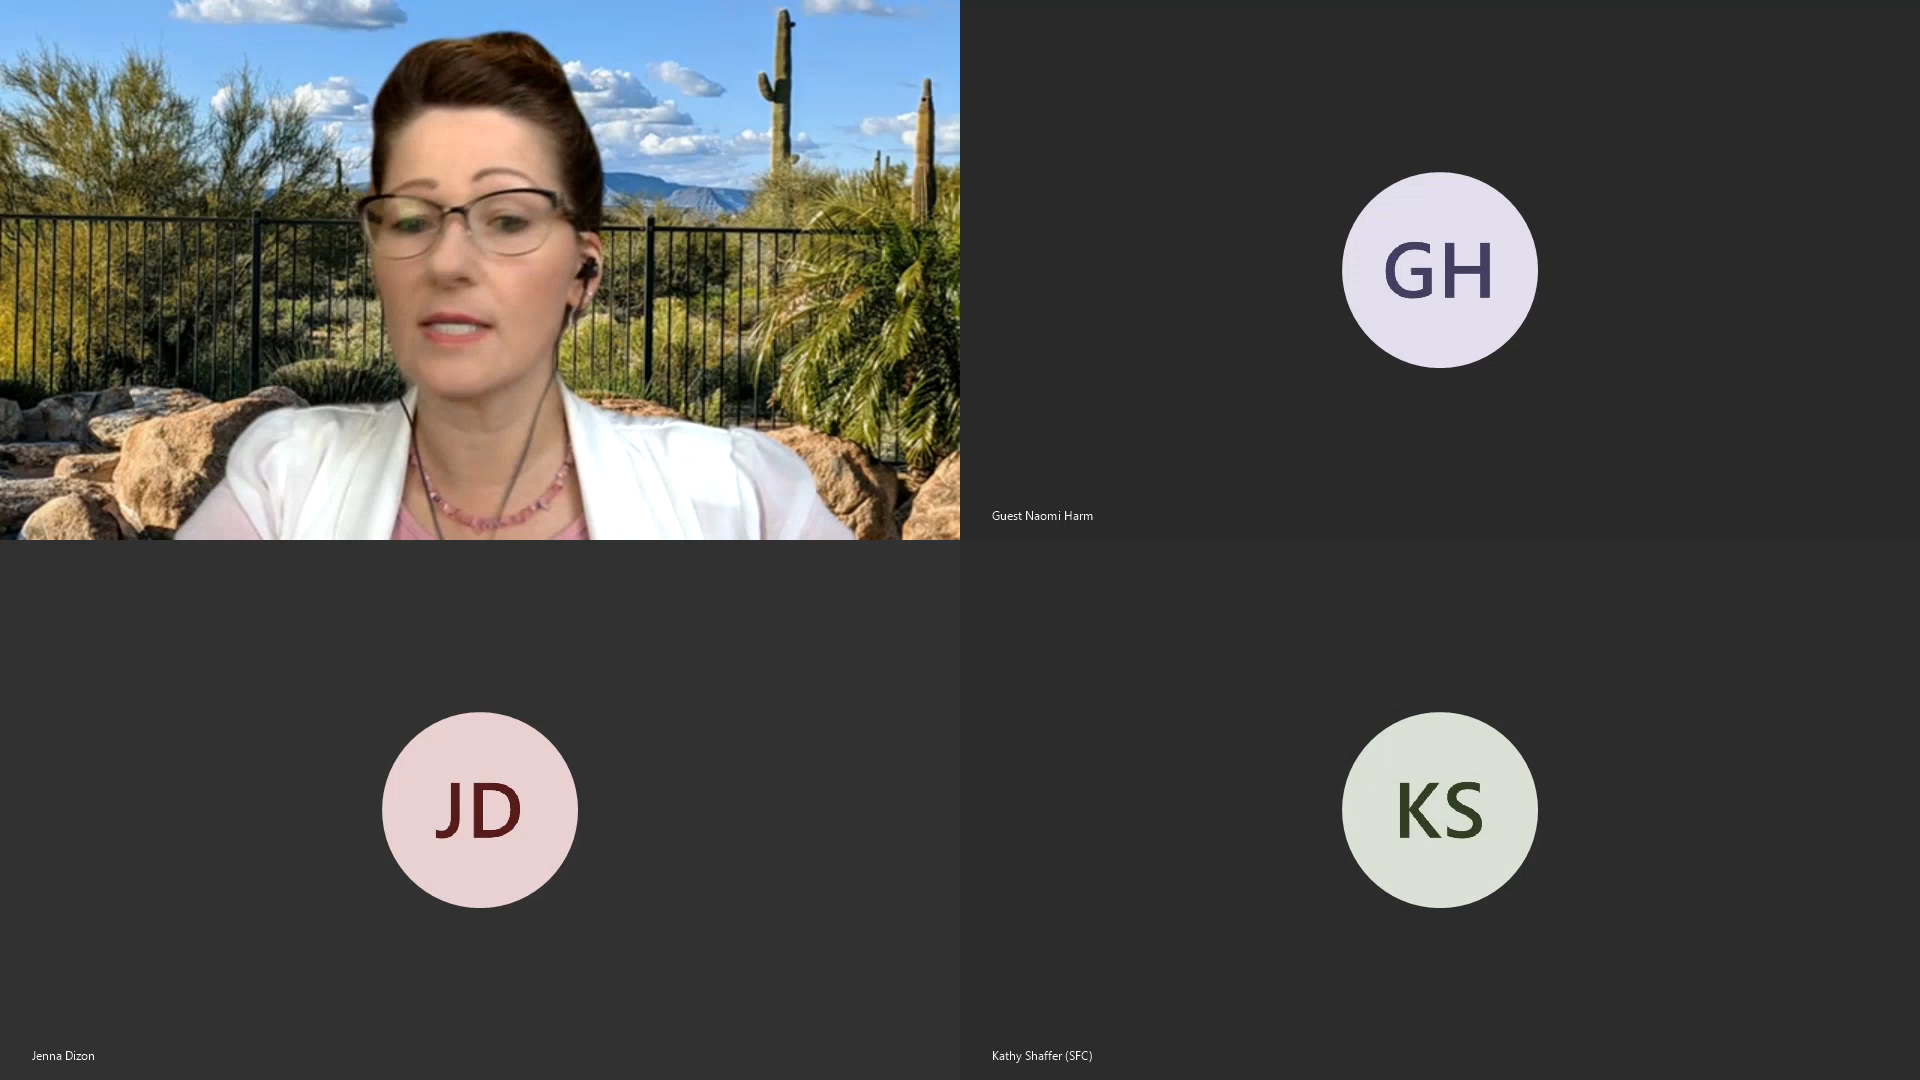 GH
Guest Naomi Harm
JD
KS
Jenna Dizon
Kathy Shaffer (SFC)